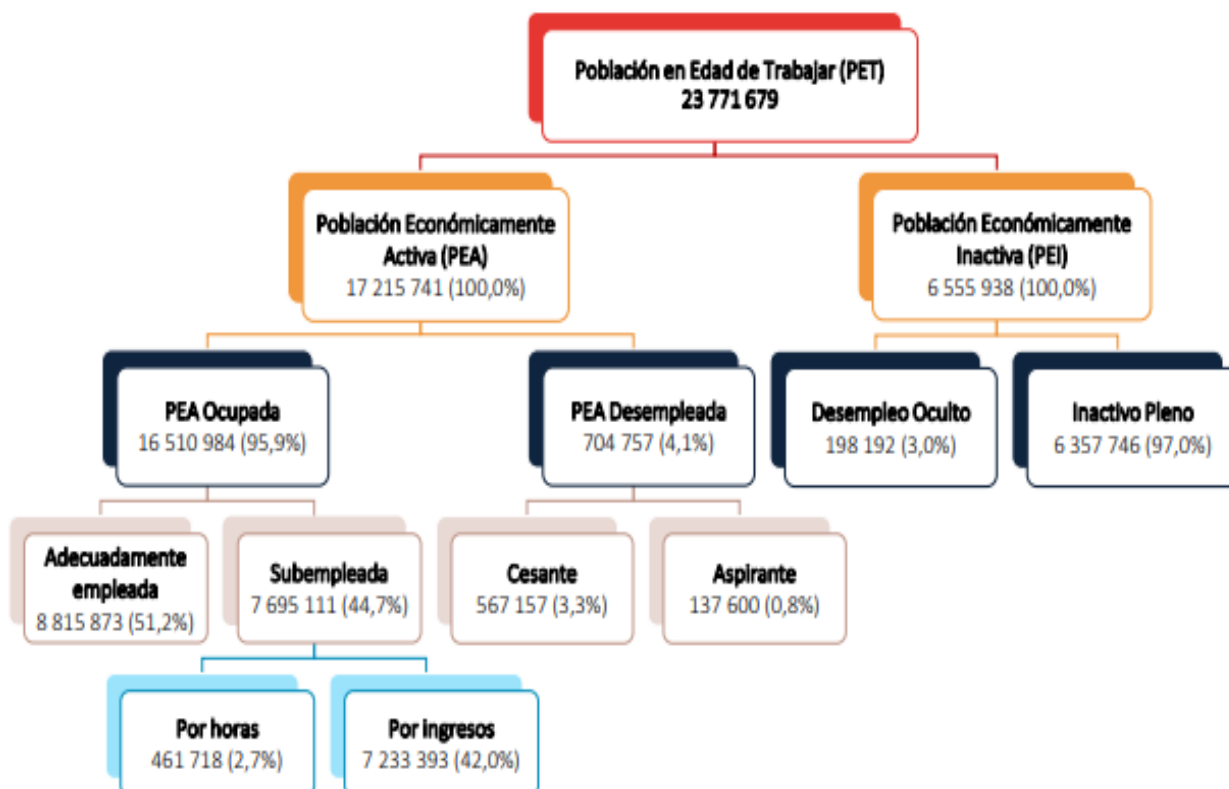 Población en Edad de Trabajar (PET)
23 771 679
Población Económicamente
Activa (PEA)
17 215 741 (100,0%)
Población Económicamente
Inactiva (PEI)
6 555 938 (100,0%)
PEA Ocupada
16 510 984 (95,9%)
PEA Desempleada
704 757 (4,1%)
Desempleo Oculto
198 192 (3,0%)
Inactivo Pleno
6 357 746 (97,0%)
Adecuadamente
empleada
8 815 873 (51,2%)
Subempleada
7 695 111 (44,7%)
Cesante
567 157 (3,3%)
Aspirante
137 600 (0,8%)
Por horas
461 718 (2,7%)
Por ingresos
7 233 393 (42,0%)